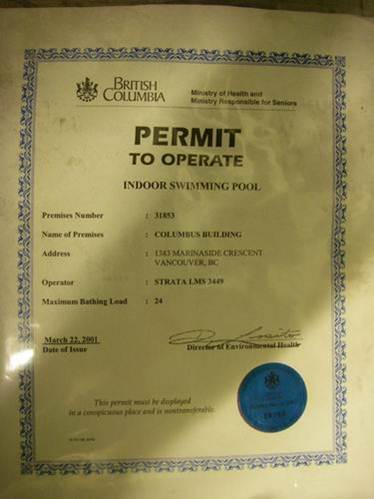 BRITISH
COLUMBIA
Ministry of Health and
Ministry Responsible for Seniors
PERMIT
TO OPERATE
INDOOR SWIMMING POOL
Premises Number : 31853
Name of Premises : COLUMBUS BUILDING
Address : 1383 MARINASIDE CRESCENT
VANCOUVER, BC
Operator : STRATA LMS 3449
Maximum Bathing Load : 24
March 22, 2001
Date of Issue
Director of Environmental Health
This permit must be displayed
in a conspicuous place and is nontransferable.